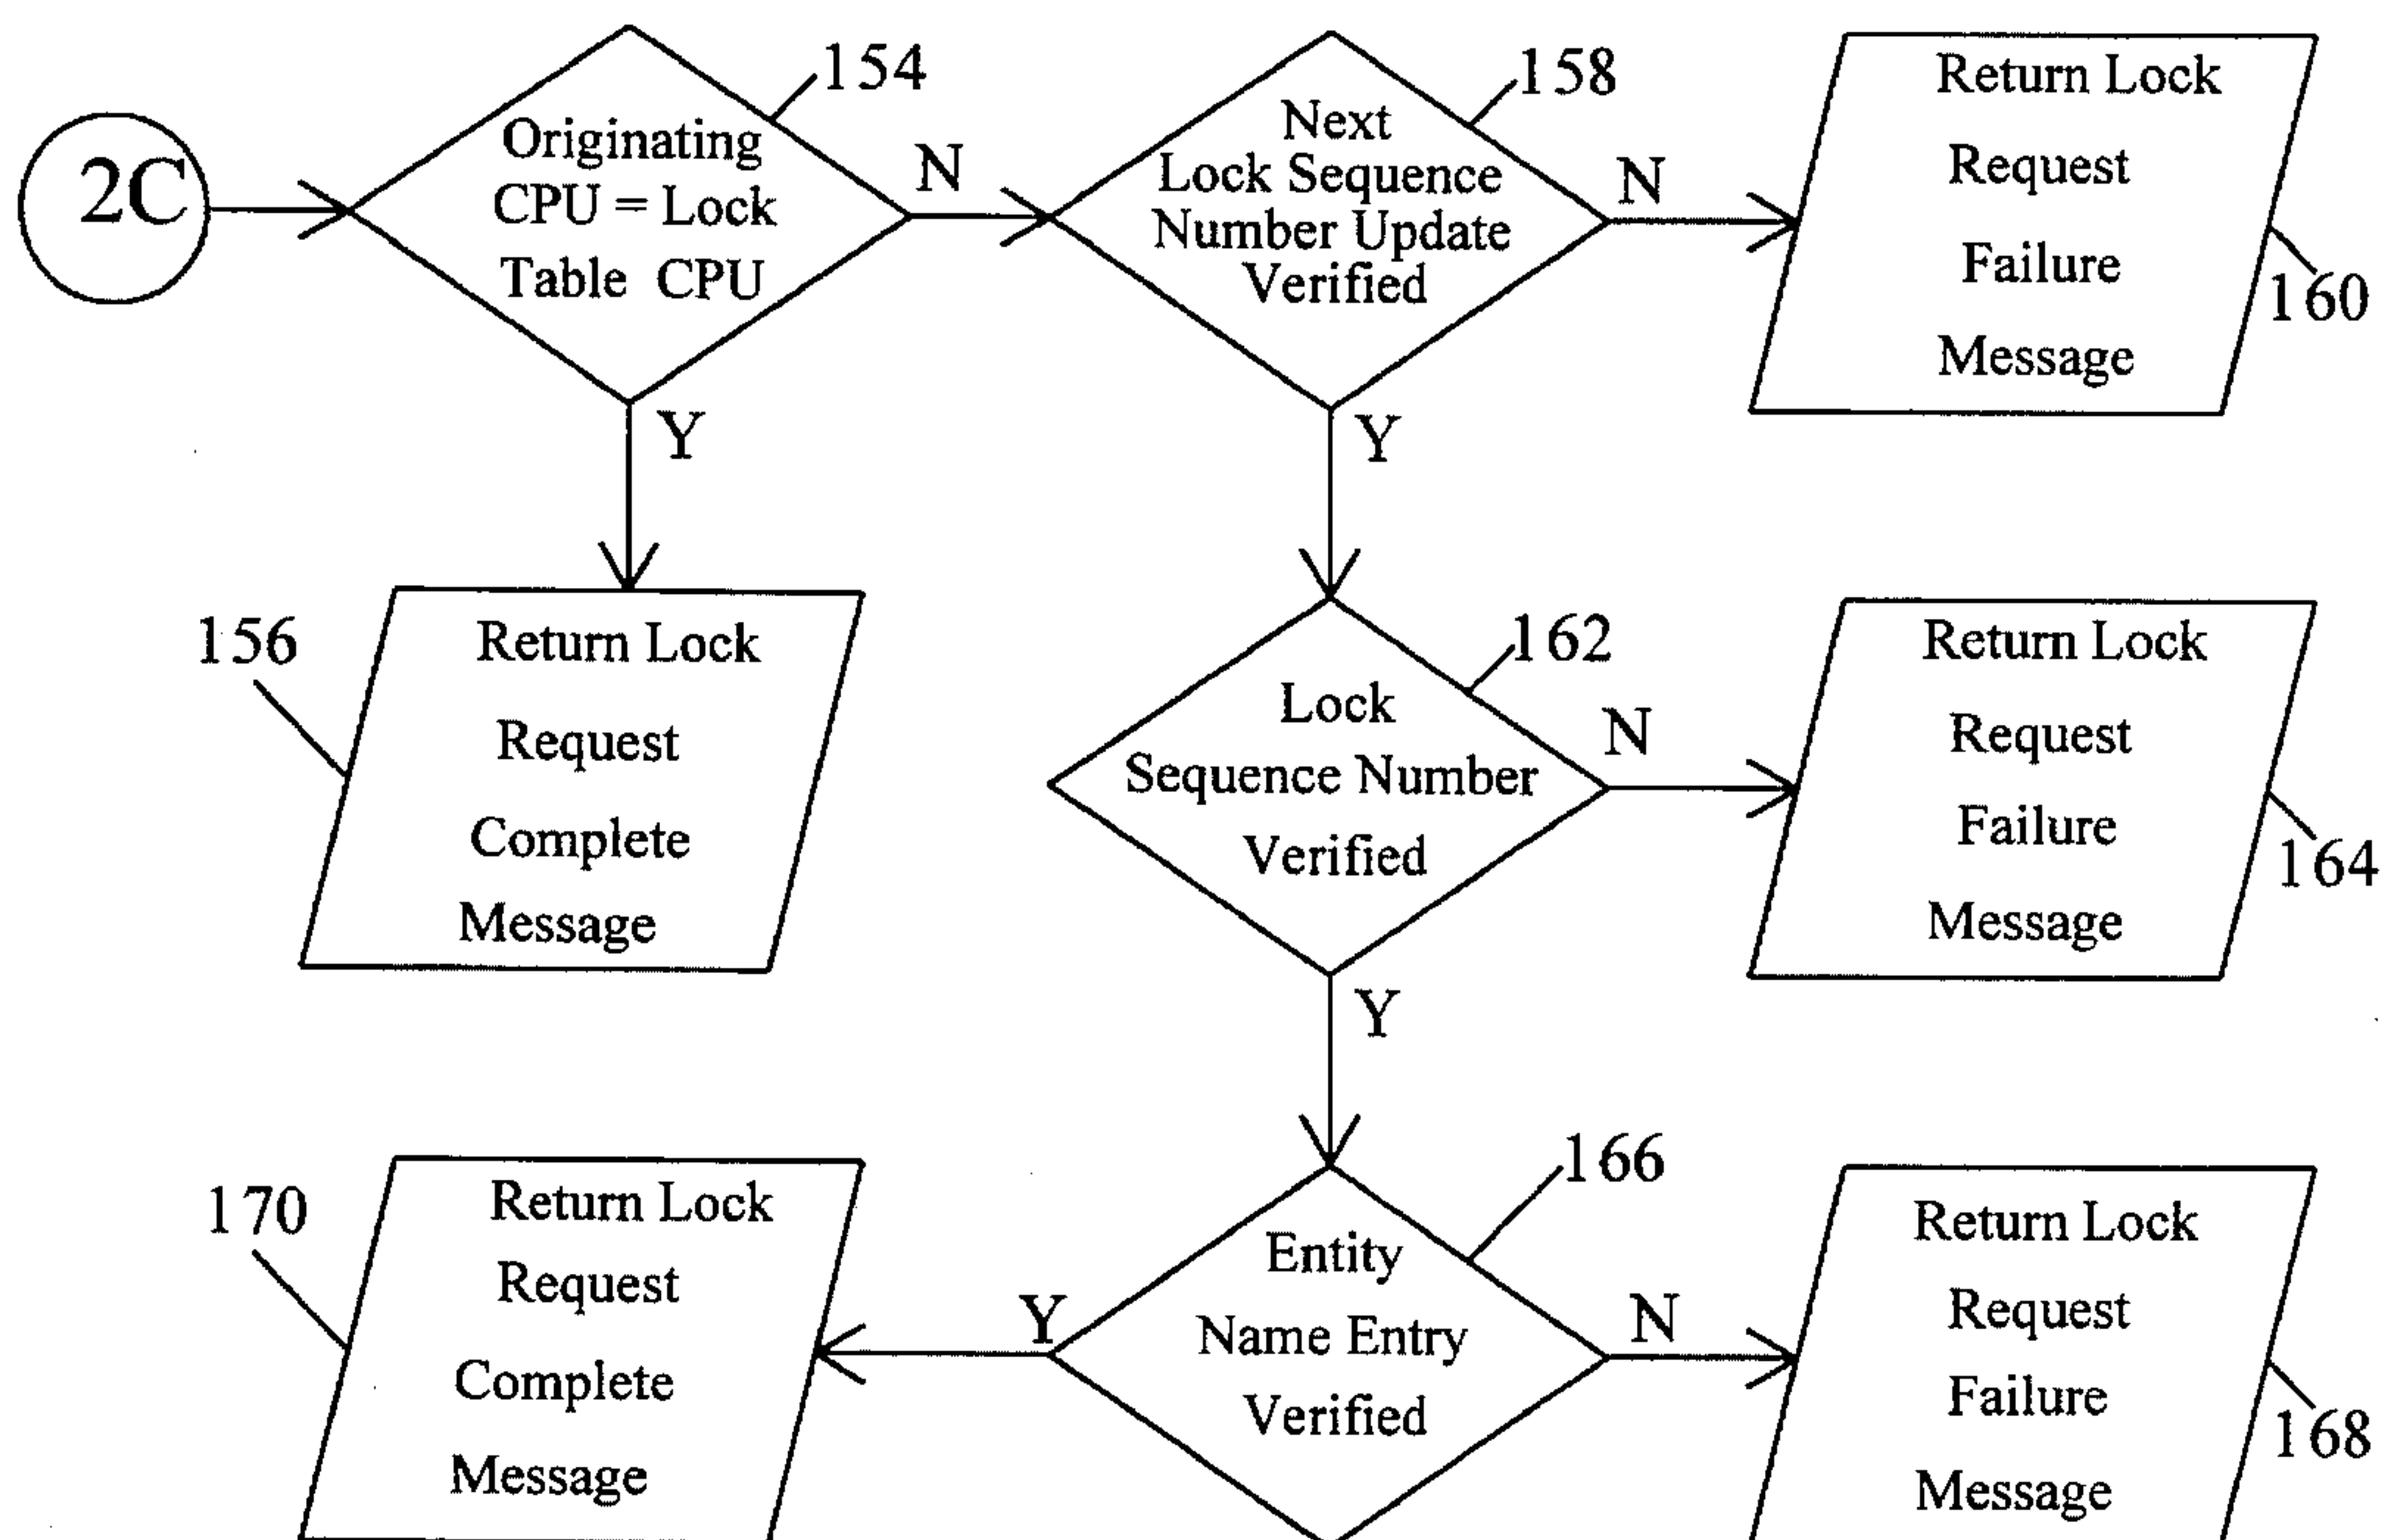 2C
Originating
CPU = Lock
Table CPU
154
N
Y
Next
Lock Sequence
Number Update
Verified
158
N
Y
Return Lock
Request
Failure
Message
160
156
Return Lock
Request
Complete
Message
Lock
Sequence Number
Verified
162
N
Y
Return Lock
Request
Failure
Message
164
170
Return Lock
Request
Complete
Message
Y
Entity
Name Entry
Verified
166
N
Return Lock
Request
Failure
Message
168